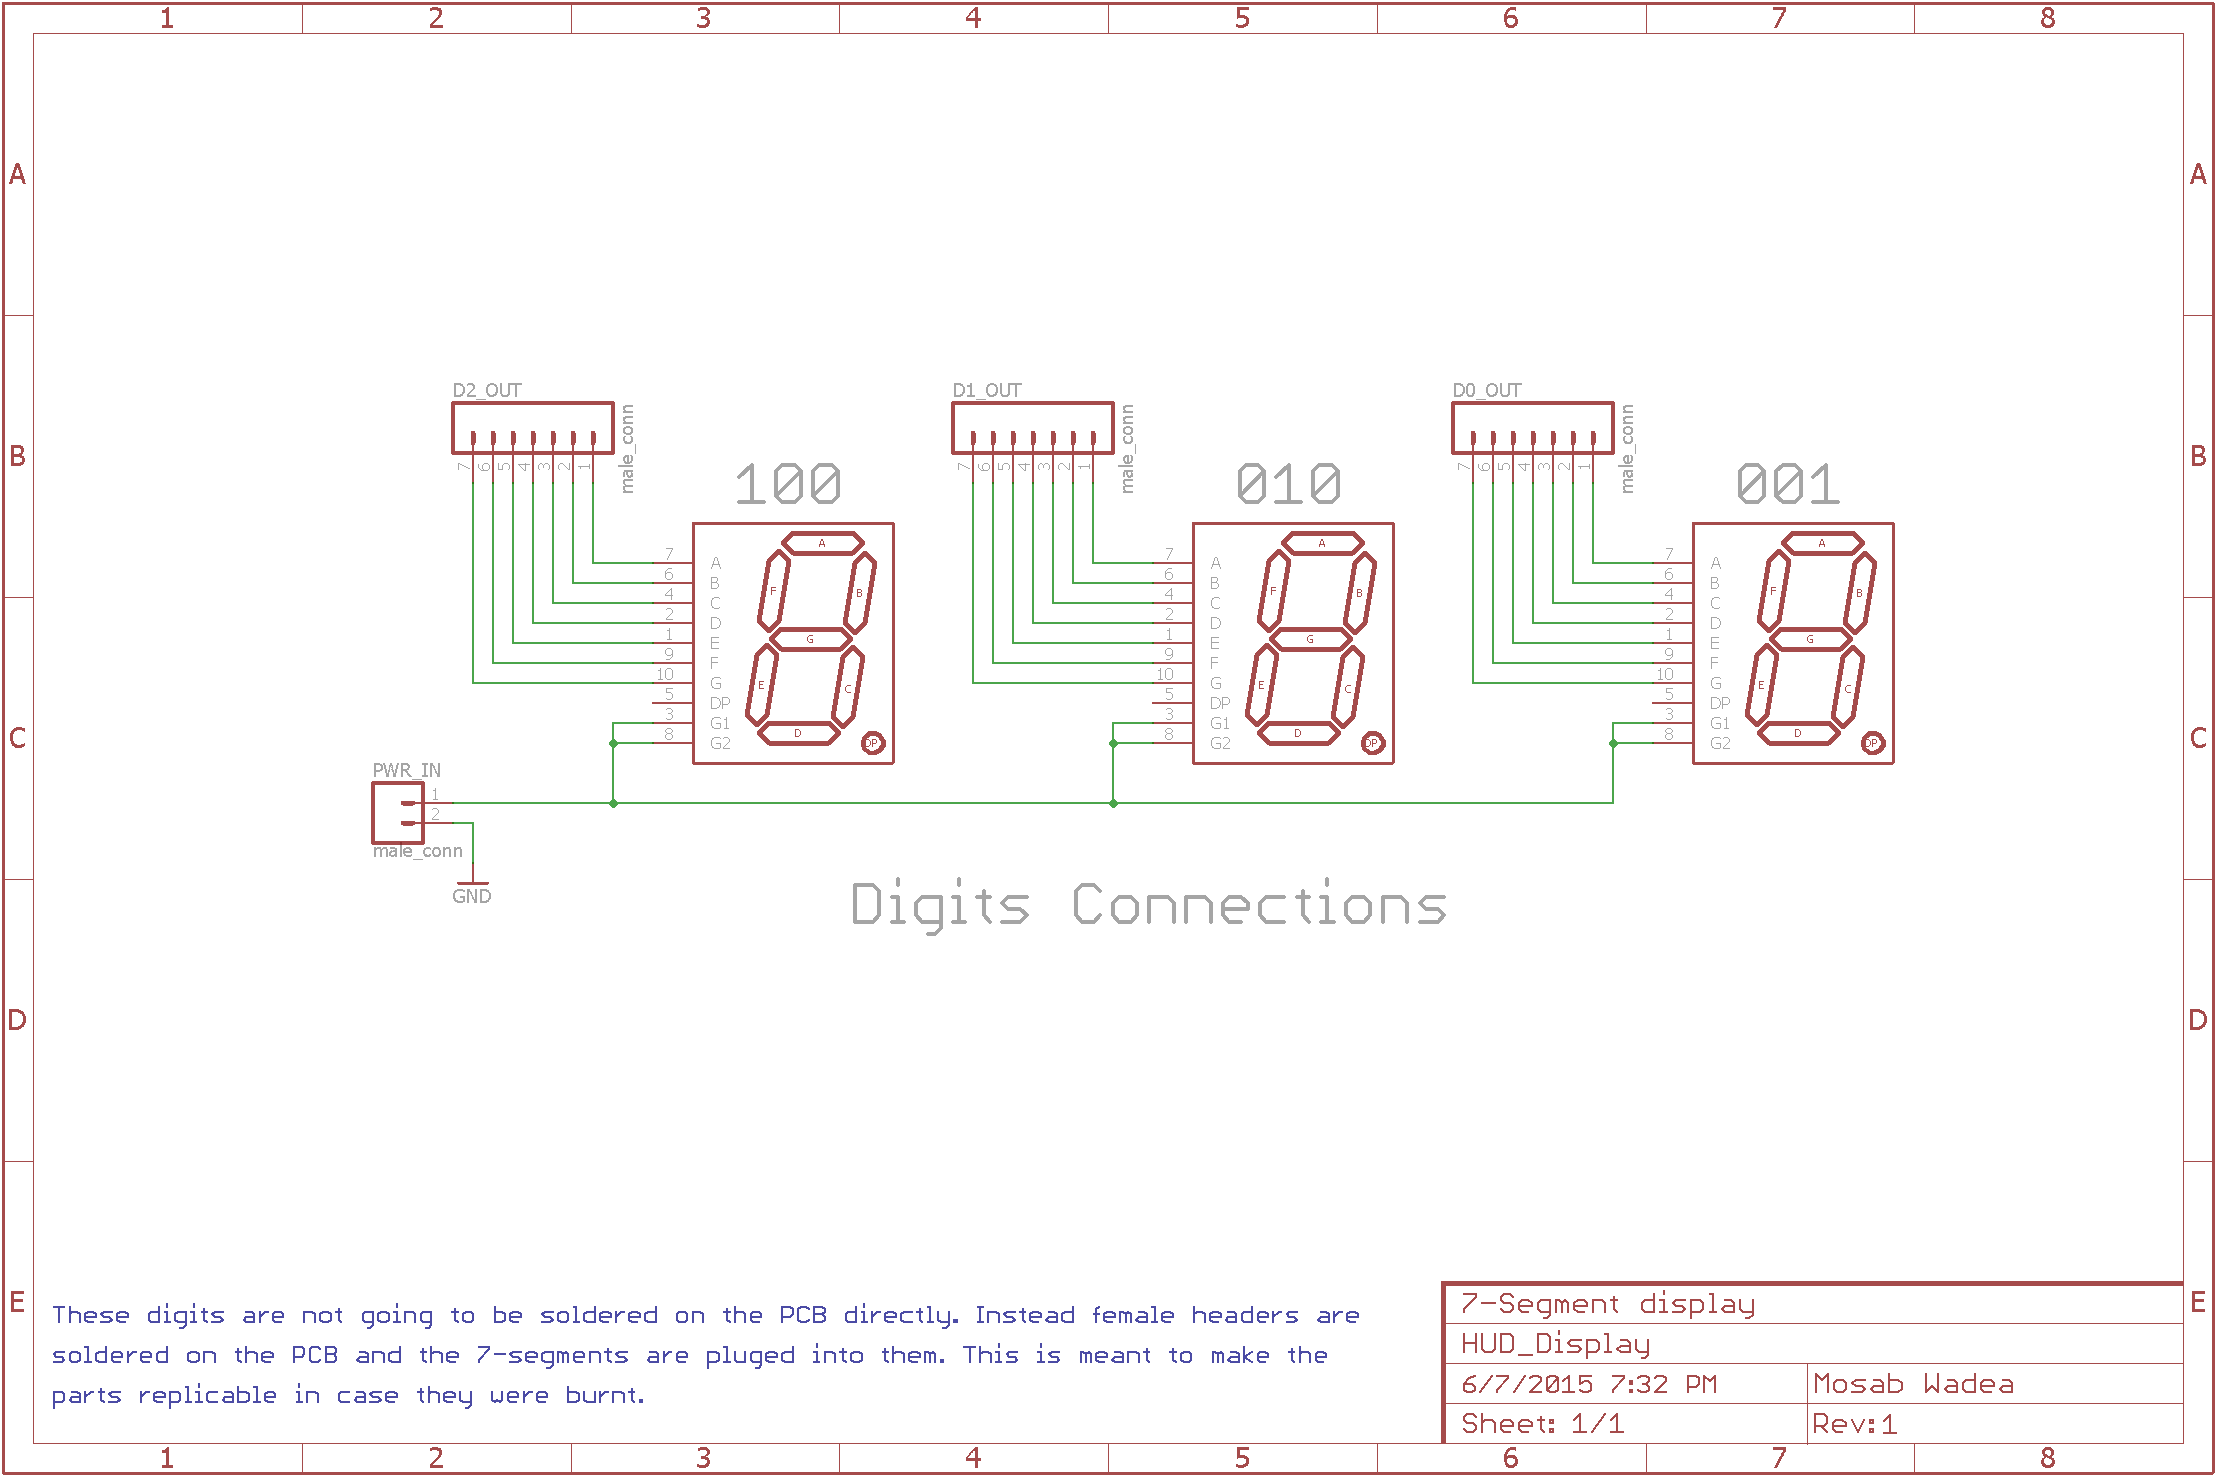 1 2 3 4 5 6 7 8
A A
D2_OUT D1_OUT D0_OUT
male_conn male_conn male_conn
B B
7 6 5 4 3 2 1 7 6 5 4 3 2 1 7 6 5 4 3 2 1
100 010 001
7 A 7 A 7 A
6 B 6 B 6 B
4 C 4 C 4 C
2 D 2 D 2 D
1 E 1 E 1 E
9 F 9 F 9 F
10 G 10 G 10 G
5 DP 5 DP 5 DP
3 G1 3 G1 3 G1
8 G2 8 G2 8 G2
A A A
F B F B F B
G G G
E C E C E C
D DP D DP D DP
C C
PWR_IN
1
2
male_conn
GND
Digits Connections
D D
E E
These digits are not going to be soldered on the PCB directly. Instead female headers are
soldered on the PCB and the 7-segments are pluged into them. This is meant to make the
parts replicable in case they were burnt.
7-Segment display
HUD_Display
6/7/2015 7:32 PM Mosab Wadea
Sheet: 1/1 Rev:1
1 2 3 4 5 6 7 8